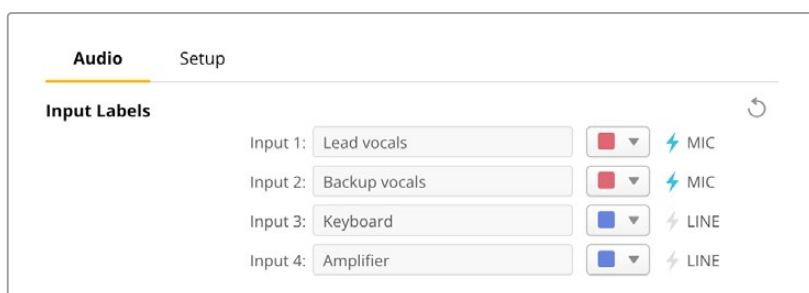 Audio Setup
Input Labels
Input 1: Lead vocals MIC
Input 2: Backup vocals MIC
Input 3: Keyboard LINE
Input 4: Amplifier LINE